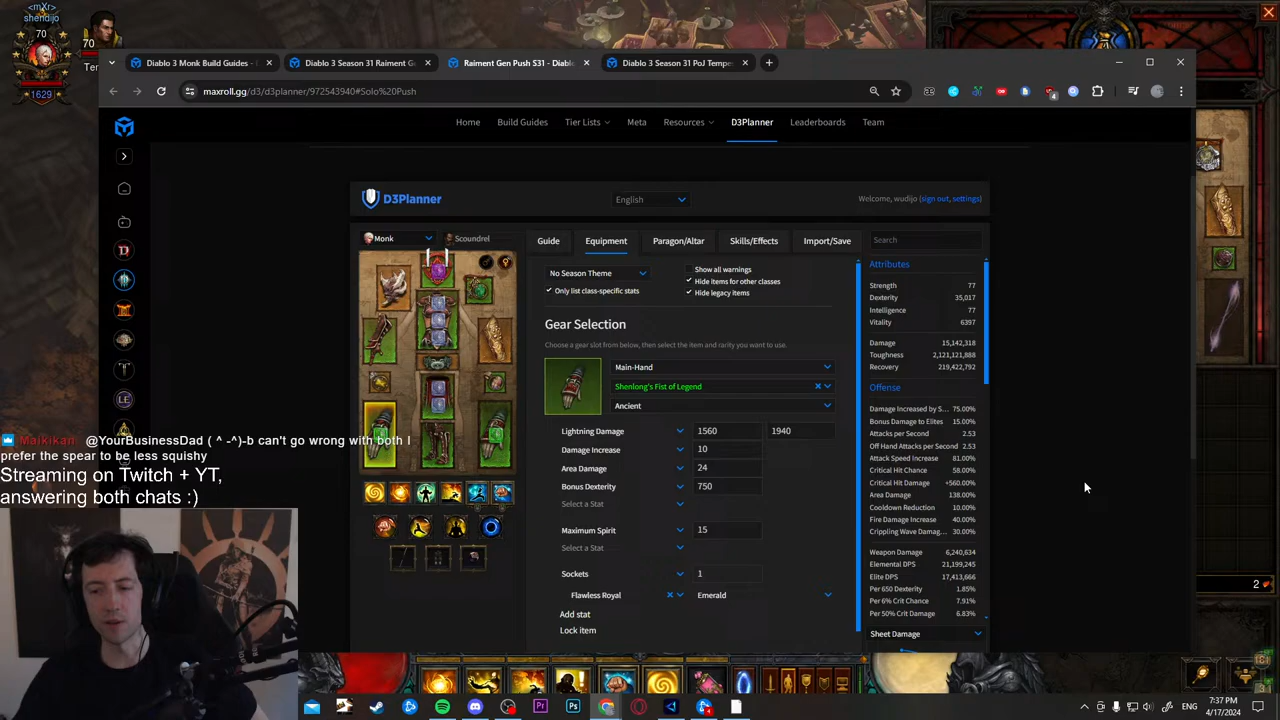 <mXr>
shendijo
70
70
Ter
1629
Diablo 3 Monk Build Guides -
Diablo 3 Season 31 Raiment G
Raiment Gen Push S31 - Diabl
Diablo 3 Season 31 PoJ Tempe
maxroll.gg/d3/d3planner/972543940#Solo%20Push
4
Home
Build Guides
Tier Lists
Meta
Resources
D3Planner
Leaderboards
Team
D3Planner
English
Welcome, wudijo (sign out, settings)
Monk
Scoundrel
Guide
Equipment
Paragon/Altar
Skills/Effects
Import/Save
Search
No Season Theme
Only list class-specific stats
Show all warnings
Hide items for other classes
Hide legacy items
Gear Selection
Choose a gear slot from below, then select the item and rarity you want to use.
Main-Hand
Shenlong's Fist of Legend
Ancient
Lightning Damage 1560 1940
Damage Increase 10
Area Damage 24
Bonus Dexterity 750
Select a Stat
Maximum Spirit 15
Select a Stat
Sockets 1
Flawless Royal Emerald
Add stat
Lock item
Attributes
Strength 77
Dexterity 35,017
Intelligence 77
Vitality 6397
Damage 15,142,318
Toughness 2,121,121,888
Recovery 219,422,792
Offense
Damage Increased by S... 75.00%
Bonus Damage to Elites 15.00%
Attacks per Second 2.53
Off Hand Attacks per Second 2.53
Attack Speed Increase 81.00%
Critical Hit Chance 58.00%
Critical Hit Damage +560.00%
Area Damage 138.00%
Cooldown Reduction 10.00%
Fire Damage Increase 40.00%
Crippling Wave Damag... 30.00%
Weapon Damage 6,240,634
Elemental DPS 21,199,245
Elite DPS 17,413,666
Per 650 Dexterity 1.85%
Per 6% Crit Chance 7.91%
Per 50% Crit Damage 6.83%
Sheet Damage
Maikikan @YourBusinessDad ( ^ -^)-b can't go wrong with both I
prefer the spear to be less squishy
Streaming on Twitch + YT,
answering both chats :)
2
ENG
7:37 PM
4/17/2024